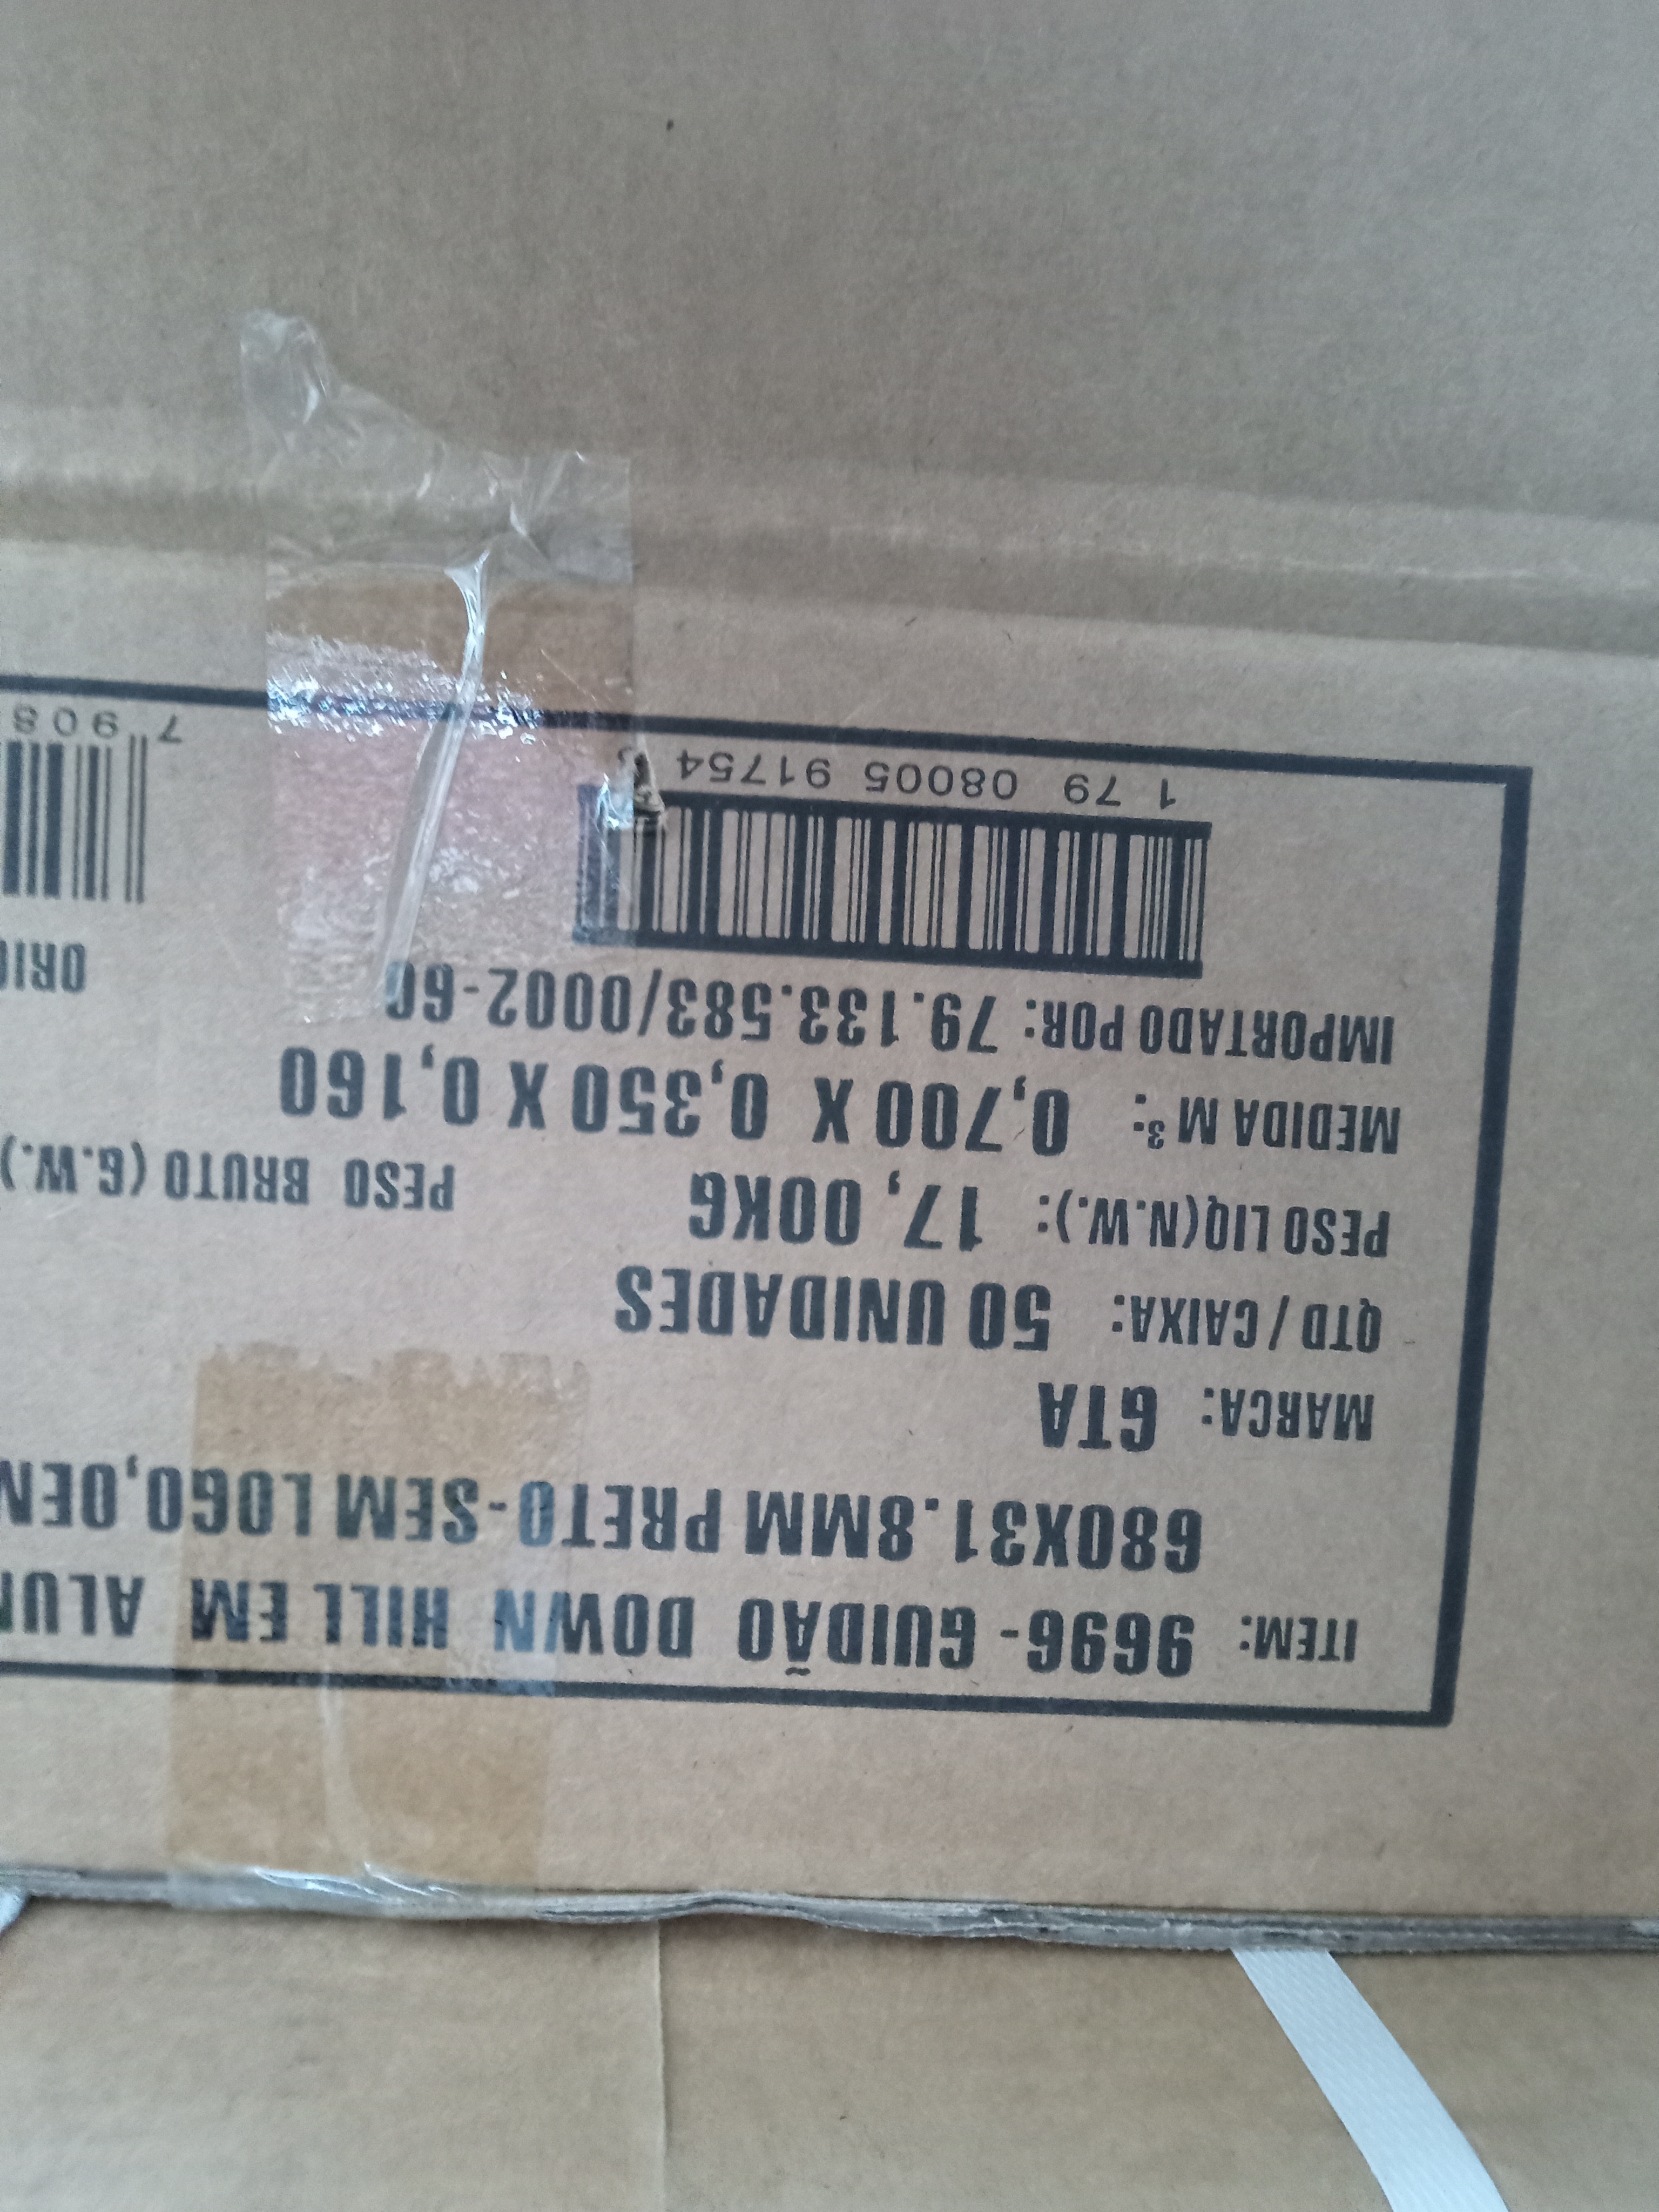 ITEM: 9696-GUIDÃO DOWN HILL EM
680X31.8MM PRETO-SEM LOGO,OEM
MARCA: GTA
QTD / CAIXA: 50 UNIDADES
PESO LIQ(N.W.): 17,00KG PESO BRUTO (G.W.)
MEDIDA M³: 0,700 X 0,350 X 0,160
IMPORTADO POR: 79.133.583/0002-60
1 79 08005 91754
7 908